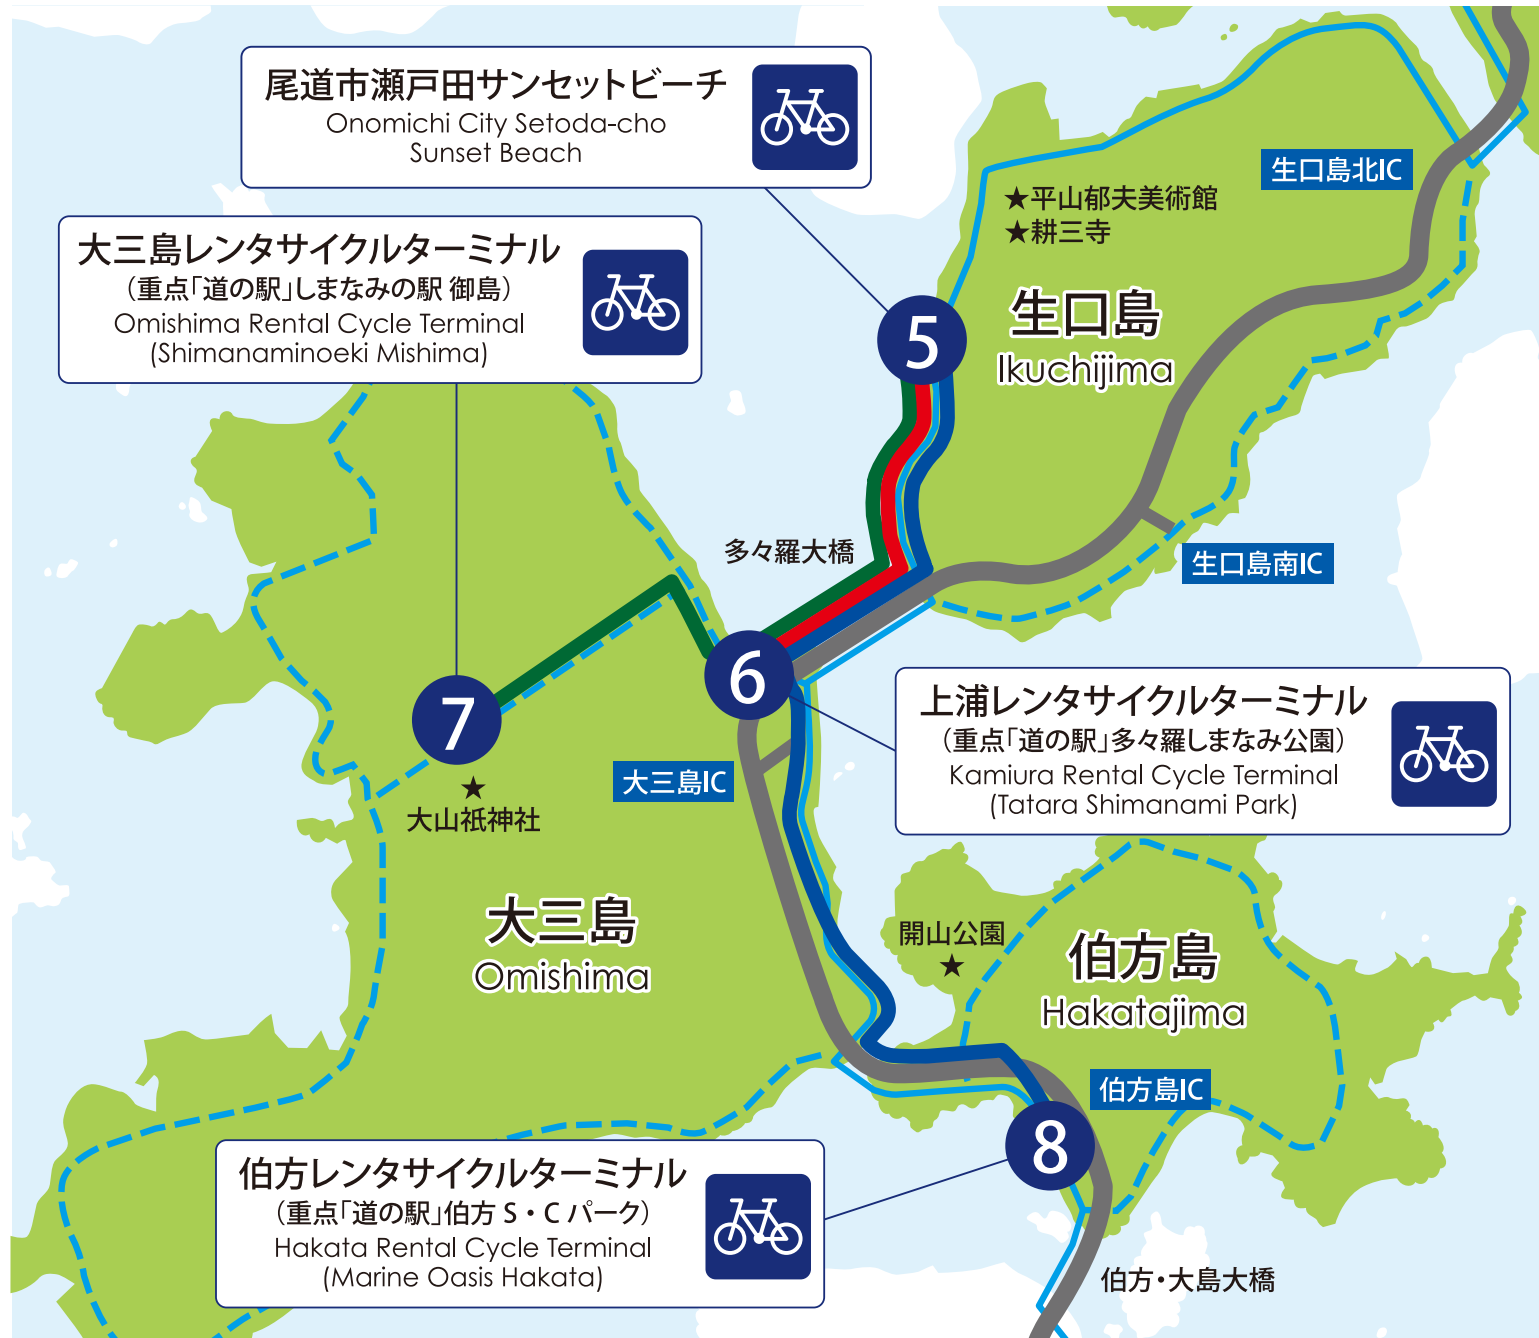 尾道市瀬戸田サンセットビーチ
Onomichi City Setoda-cho
Sunset Beach
大三島レンタサイクルターミナル
（重点「道の駅」しまなみの駅 御島）
Omishima Rental Cycle Terminal
(Shimanaminoeki Mishima)
生口島北IC
★平山郁夫美術館
★耕三寺
生口島
Ikuchijima
5
多々羅大橋
生口島南IC
6
7
上浦レンタサイクルターミナル
（重点「道の駅」多々羅しまなみ公園）
Kamiura Rental Cycle Terminal
(Tatara Shimanami Park)
大三島IC
★
大山祇神社
大三島
Omishima
開山公園
★
伯方島
Hakatajima
伯方島IC
8
伯方レンタサイクルターミナル
（重点「道の駅」伯方 S・C パーク）
Hakata Rental Cycle Terminal
(Marine Oasis Hakata)
伯方・大島大橋